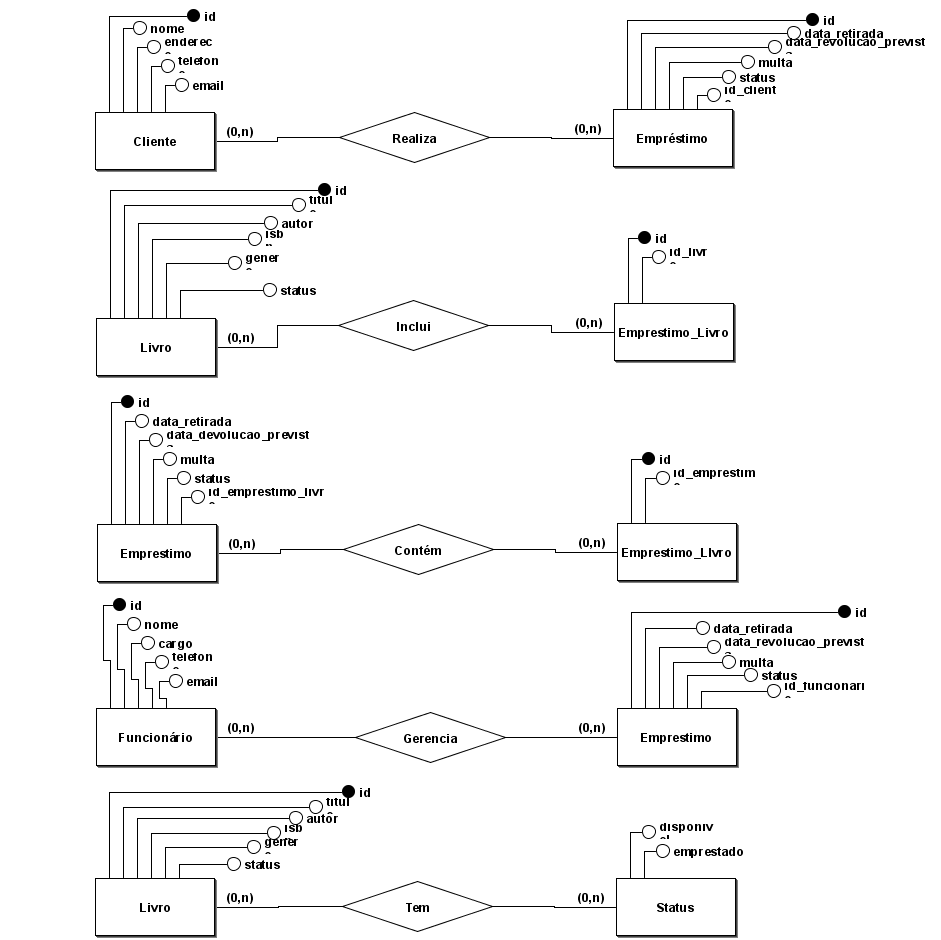 id
nome
enderec
telefon
email
Cliente
(0,n)
Realiza
(0,n)
id
data_retirada
data_revolucao_previst
multa
status
id_client
Empréstimo
id
titul
autor
isb
gener
status
Livro
(0,n)
Inclui
(0,n)
id
id_livr
Emprestimo_Livro
id
data_retirada
data_devolucao_previst
multa
status
id_emprestimo_livr
Emprestimo
(0,n)
Contém
(0,n)
id
id_emprestim
Emprestimo_Livro
id
nome
cargo
telefon
email
Funcionário
(0,n)
Gerencia
(0,n)
id
data_retirada
data_revolucao_previst
multa
status
id_funcionari
Emprestimo
id
titul
autor
isb
gener
status
Livro
(0,n)
Tem
(0,n)
disponiv
emprestado
Status